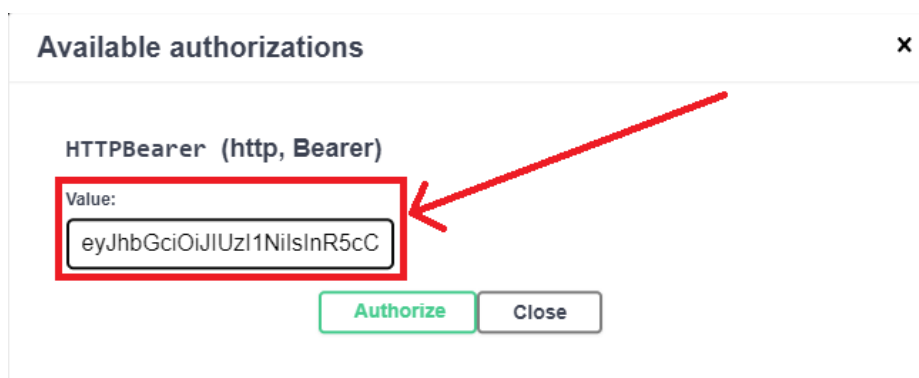 Available authorizations
×
HTTPBearer (http, Bearer)
Value:
eyJhbGciOiJIUzI1NiIsInR5cC
Authorize Close